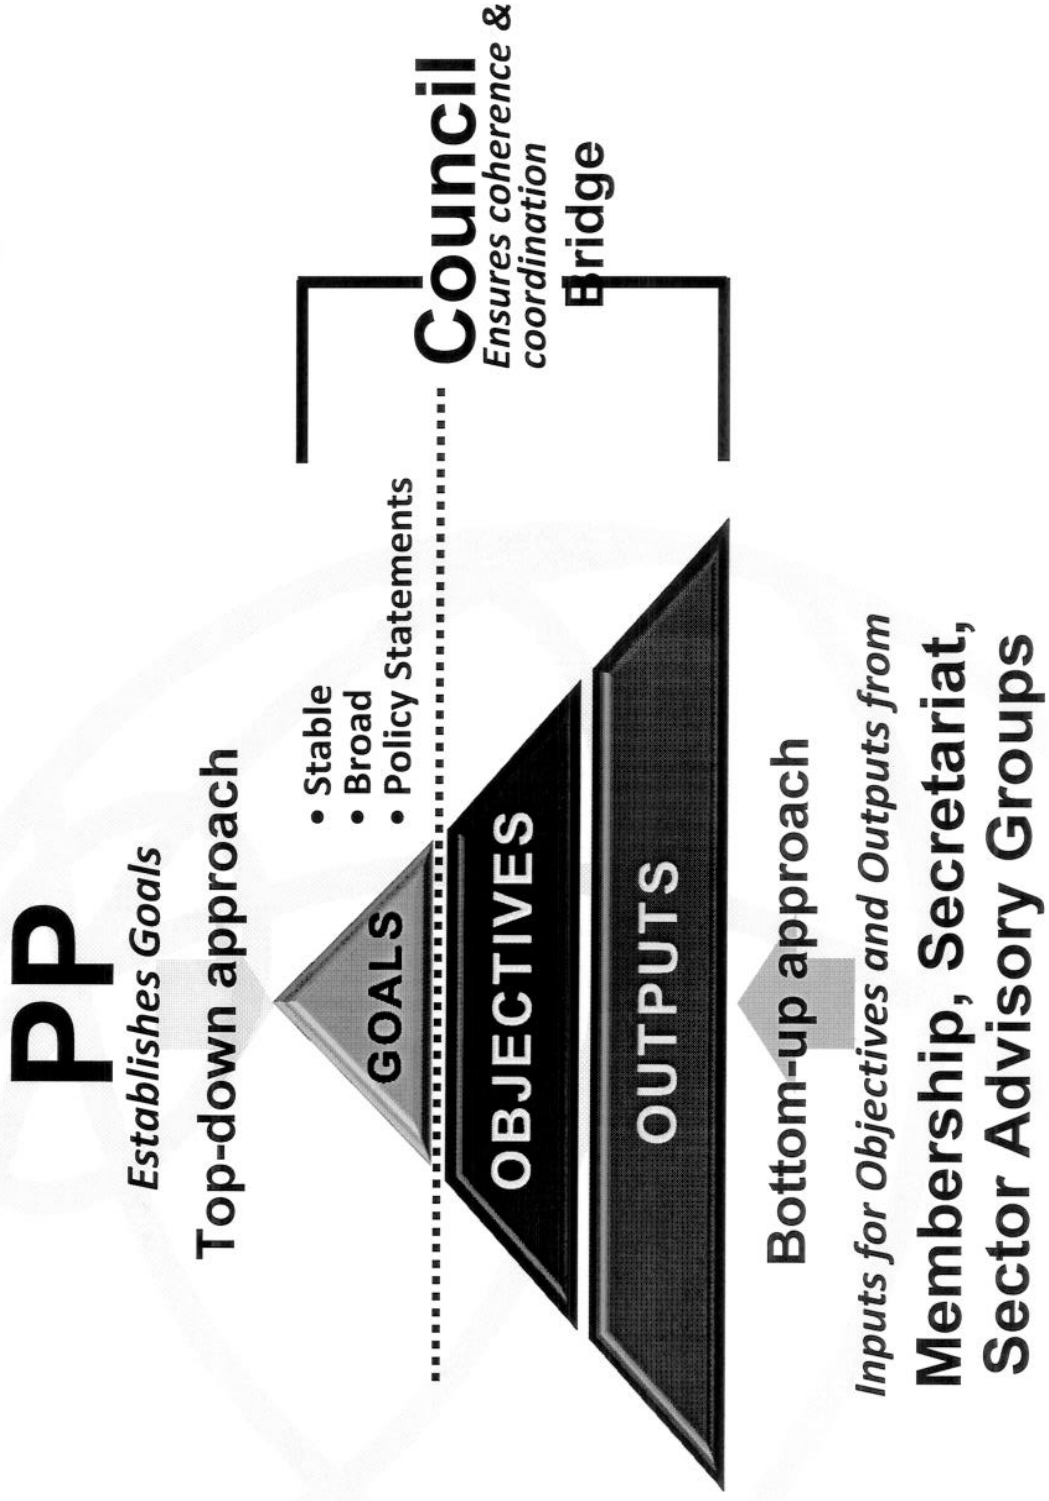 PP
Establishes Goals
Top-down approach
• Stable
• Broad
• Policy Statements
GOALS
Council
Ensures coherence &
coordination
Bridge
OBJECTIVES
OUTPUTS
Bottom-up approach
Inputs for Objectives and Outputs from
Membership, Secretariat,
Sector Advisory Groups